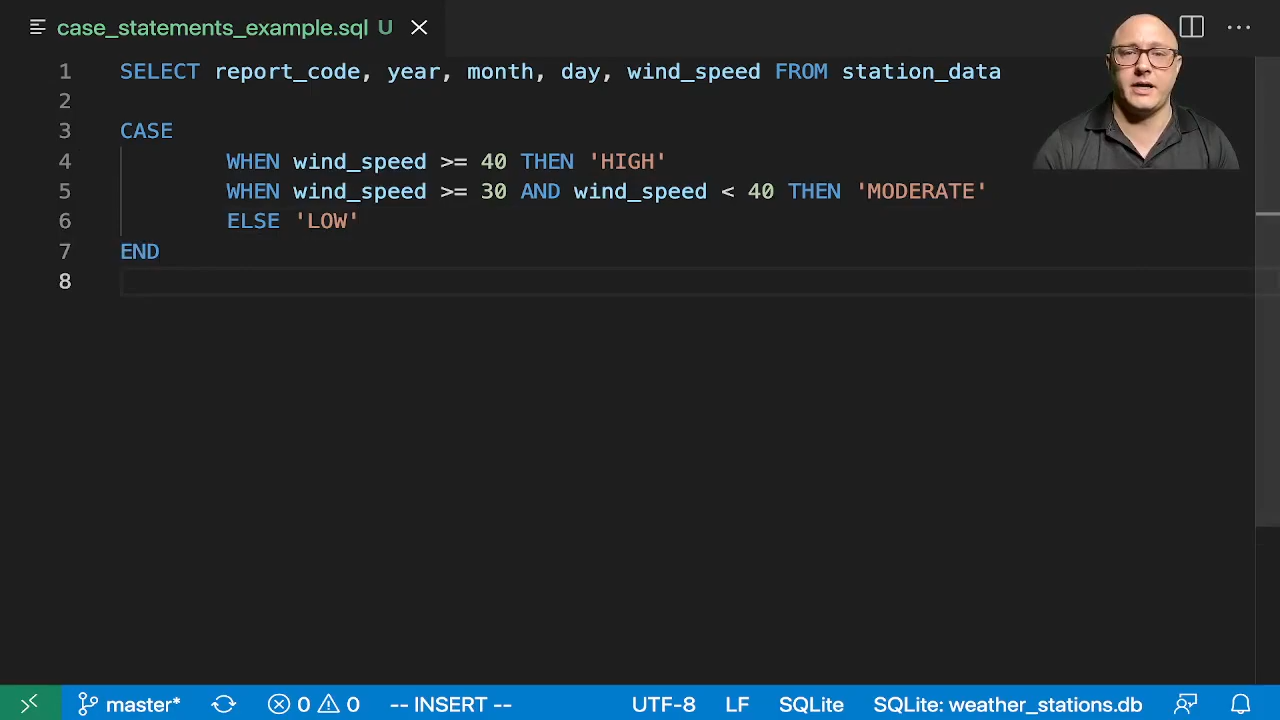 case_statements_example.sql U
1 SELECT report_code, year, month, day, wind_speed FROM station_data
2
3 CASE
4 WHEN wind_speed >= 40 THEN 'HIGH'
5 WHEN wind_speed >= 30 AND wind_speed < 40 THEN 'MODERATE'
6 ELSE 'LOW'
7 END
8
master* 0 0 -- INSERT -- UTF-8 LF SQLite SQLite: weather_stations.db